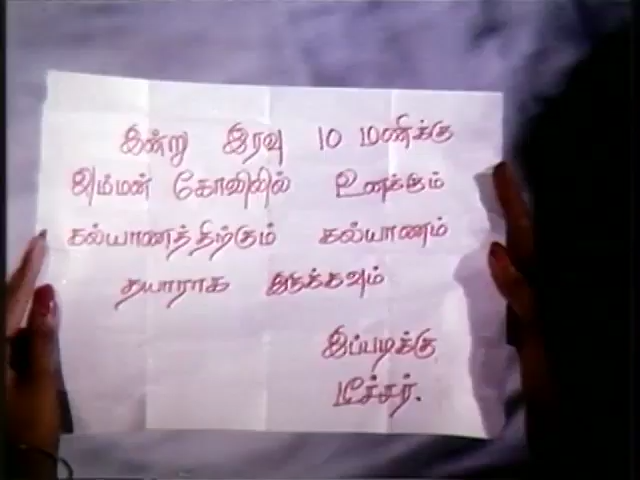 இன்று இரவு 10 மணிக்கு
அம்மன் கோவிலில் உனக்கும்
கல்யாணத்திற்கும் கல்யாணம்
தயாராக இருக்கவும்
இப்படிக்கு
டீச்சர்.